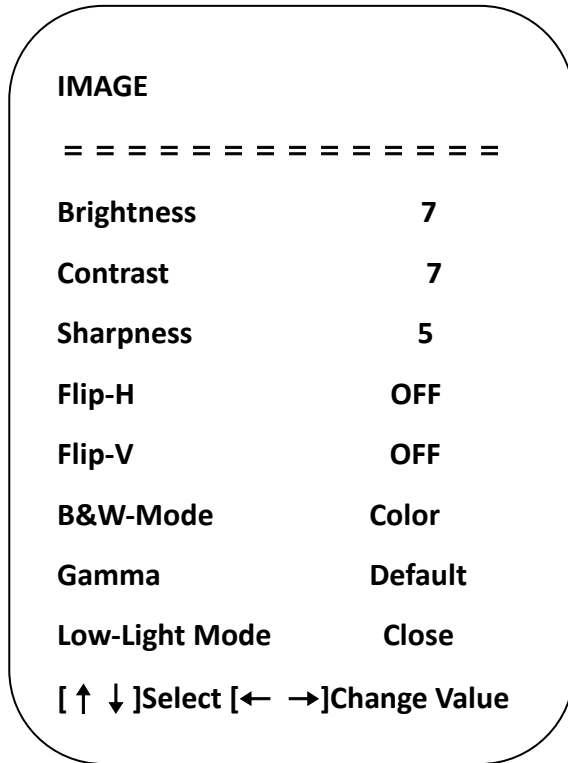 IMAGE
= = = = = = = = = = = = = =
Brightness 7
Contrast 7
Sharpness 5
Flip-H OFF
Flip-V OFF
B&W-Mode Color
Gamma Default
Low-Light Mode Close
[ ↑ ↓ ]Select [← →]Change Value